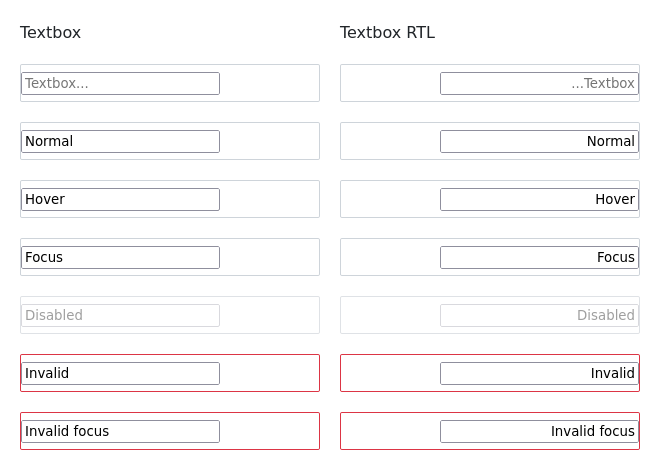 Textbox
Textbox RTL
Textbox...
...Textbox
Normal
Normal
Hover
Hover
Focus
Focus
Disabled
Disabled
Invalid
Invalid
Invalid focus
Invalid focus